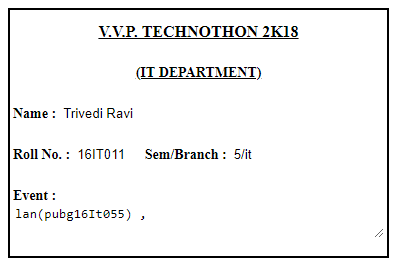 V.V.P. TECHNOTHON 2K18
(IT DEPARTMENT)
Name : Trivedi Ravi
Roll No. : 16IT011 Sem/Branch : 5/it
Event :
lan(pubg16It055) ,